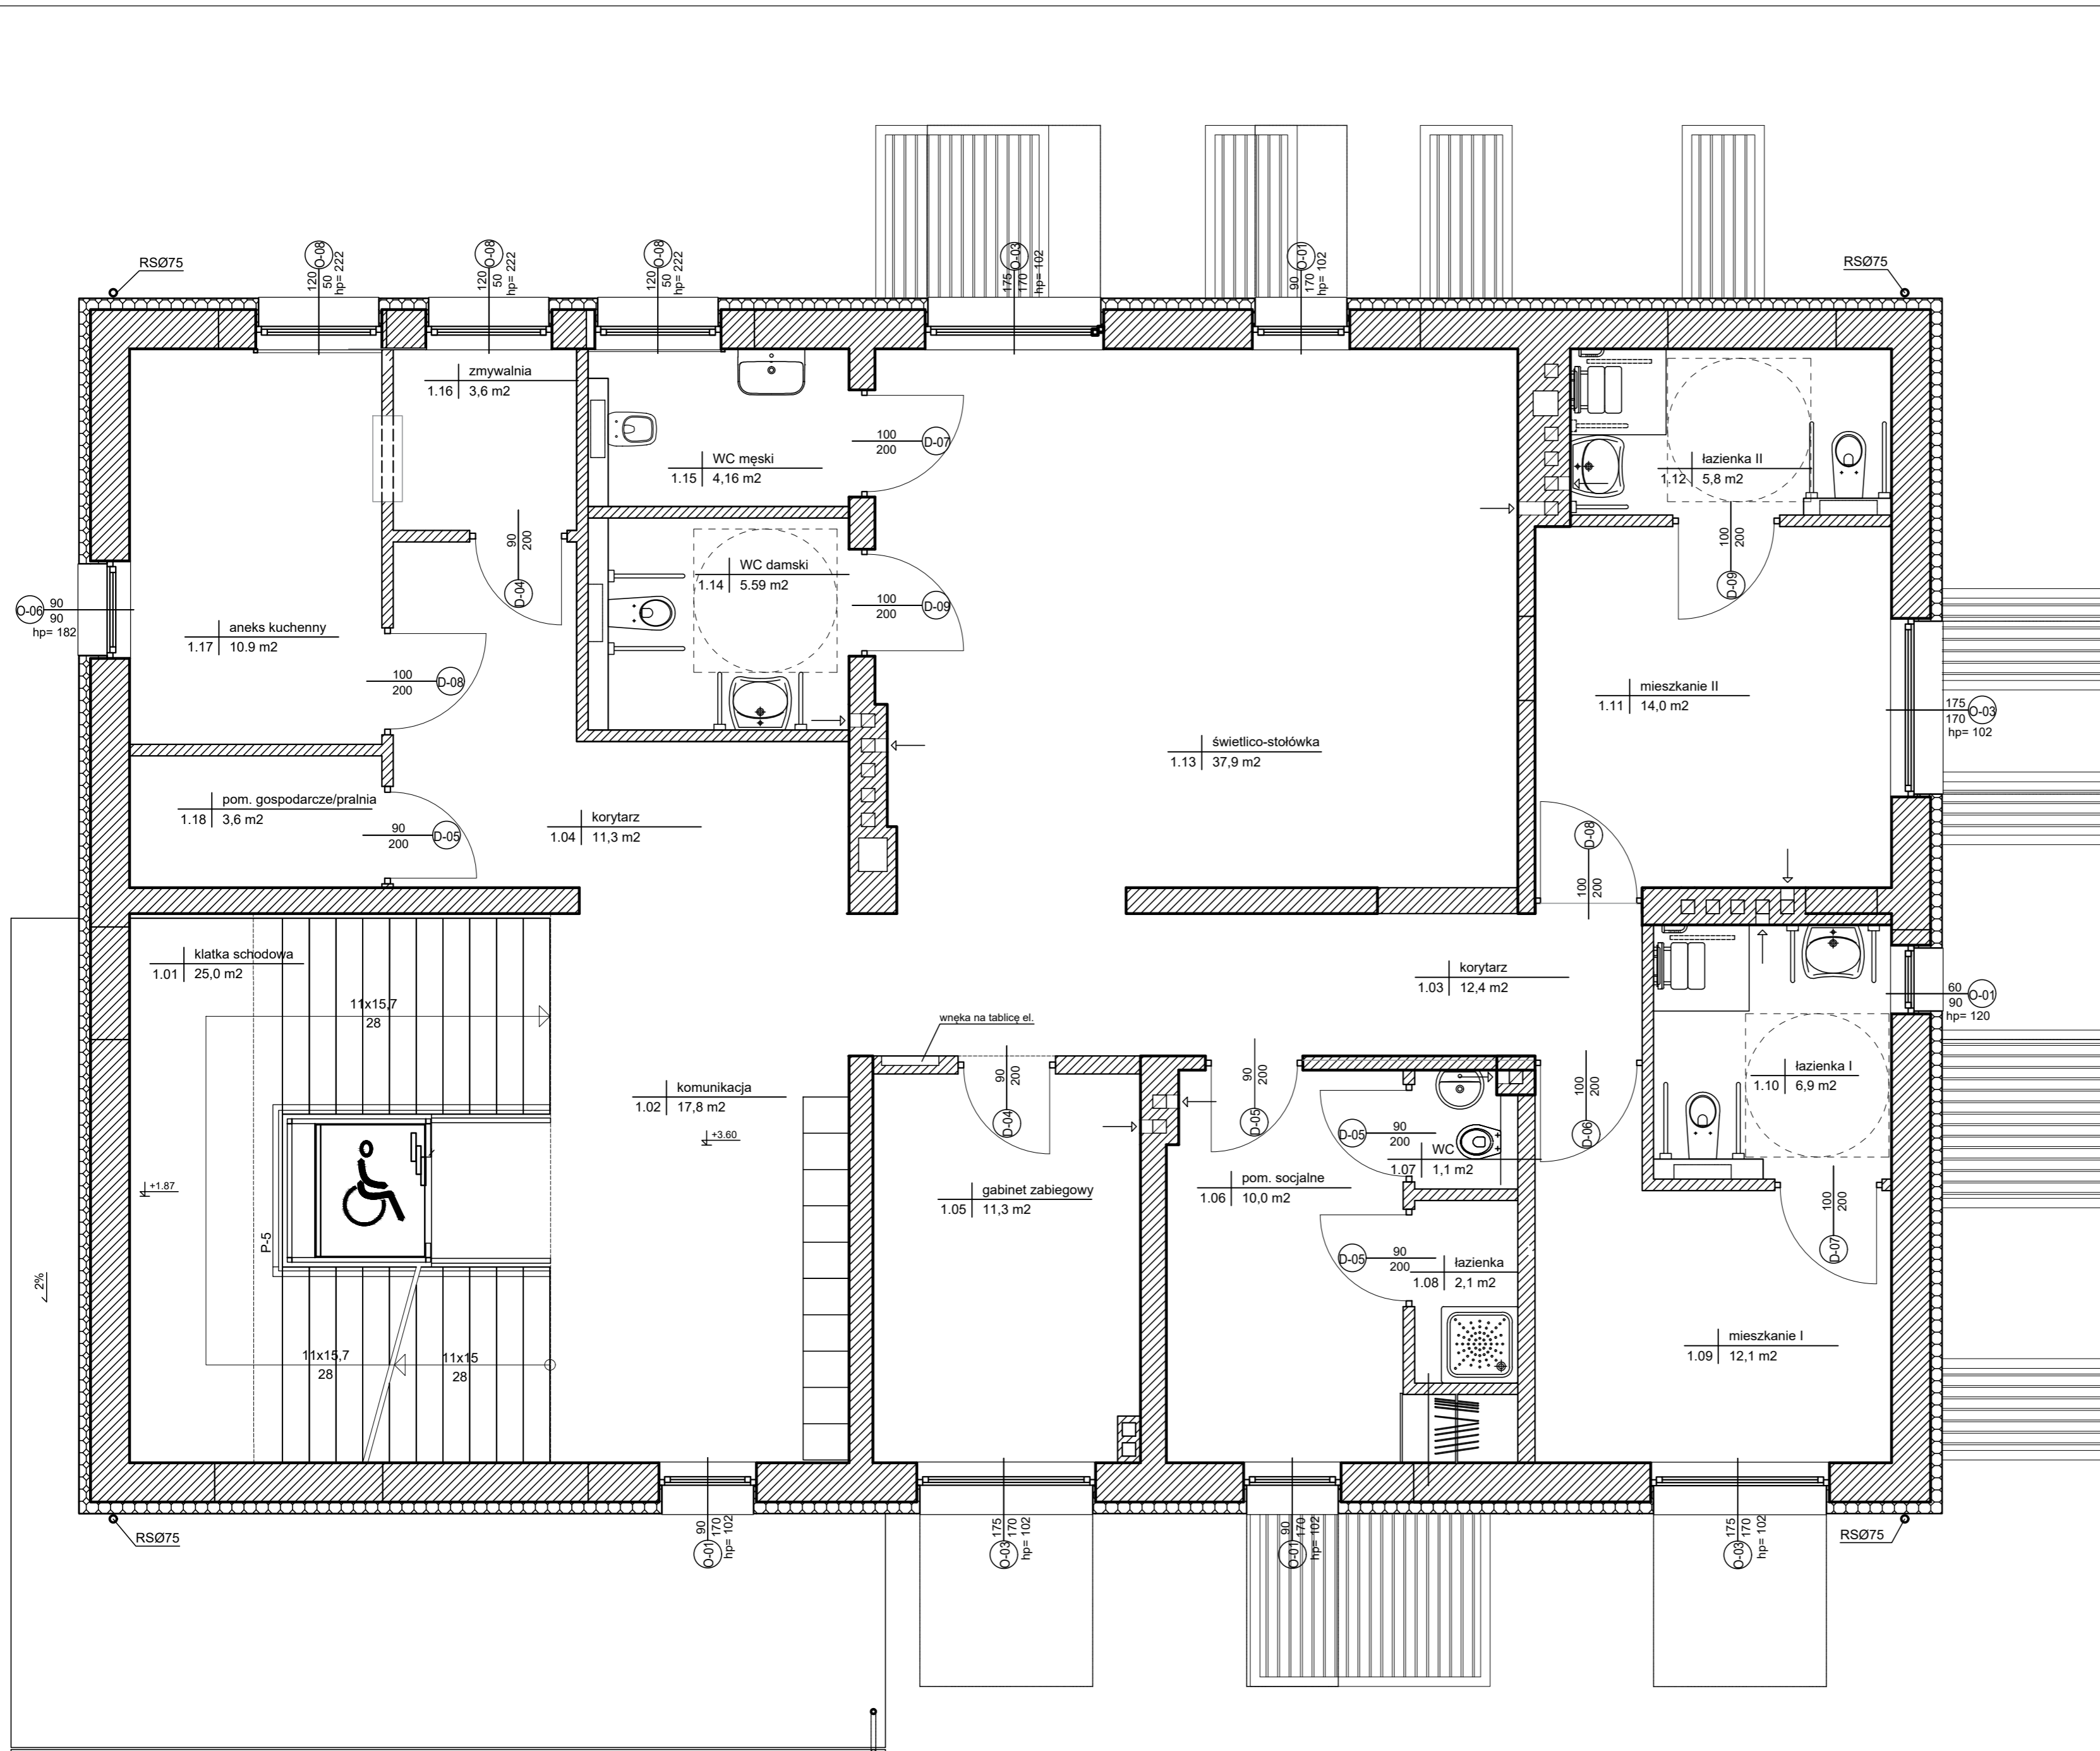 RSØ75
120
50
hp= 222
O-08
120
50
hp= 222
O-08
120
50
hp= 222
O-08
175
170
hp= 102
O-03
90
170
hp= 102
O-01
RSØ75
zmywalnia
1.16 3,6 m2
WC męski
1.15 4,16 m2
100
200
D-07
łazienka II
1.12 5,8 m2
90
200
D-04
WC damski
1.14 5.59 m2
100
200
D-09
100
200
D-09
O-06
90
90
hp= 182
aneks kuchenny
1.17 10.9 m2
100
200
D-08
mieszkanie II
1.11 14,0 m2
175
170
O-03
hp= 102
świetlico-stołówka
1.13 37,9 m2
pom. gospodarcze/pralnia
1.18 3,6 m2
90
200
D-05
korytarz
1.04 11,3 m2
D-08
100
200
klatka schodowa
1.01 25,0 m2
11x15,7
28
korytarz
1.03 12,4 m2
60
90
O-01
hp= 120
wnęka na tablicę el.
komunikacja
1.02 17,8 m2
+3.60
90
200
D-04
90
200
D-05
100
200
D-06
łazienka I
1.10 6,9 m2
D-05
90
200
WC
1.07 1,1 m2
+1.87
gabinet zabiegowy
1.05 11,3 m2
pom. socjalne
1.06 10,0 m2
100
200
D-07
P-5
2%
D-05
90
200
łazienka
1.08 2,1 m2
mieszkanie I
1.09 12,1 m2
11x15,7
28
11x15
28
RSØ75
90
170
hp= 102
O-01
175
170
hp= 102
O-03
90
170
hp= 102
O-01
175
170
hp= 102
O-03
RSØ75